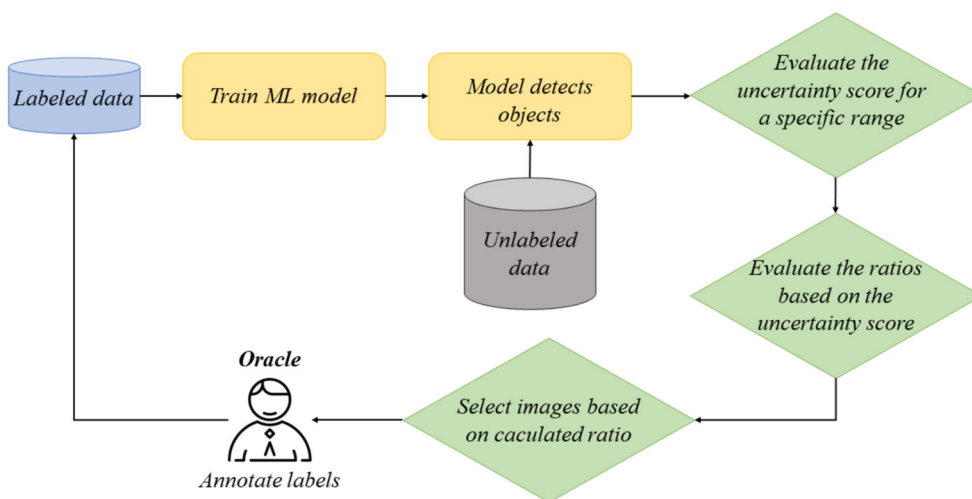 Labeled data
Train ML model
Model detects
objects
Evaluate the
uncertainty score for
a specific range
Unlabeled
data
Evaluate the ratios
based on the
uncertainty score
Select images based
on caculated ratio
Oracle
Annotate labels